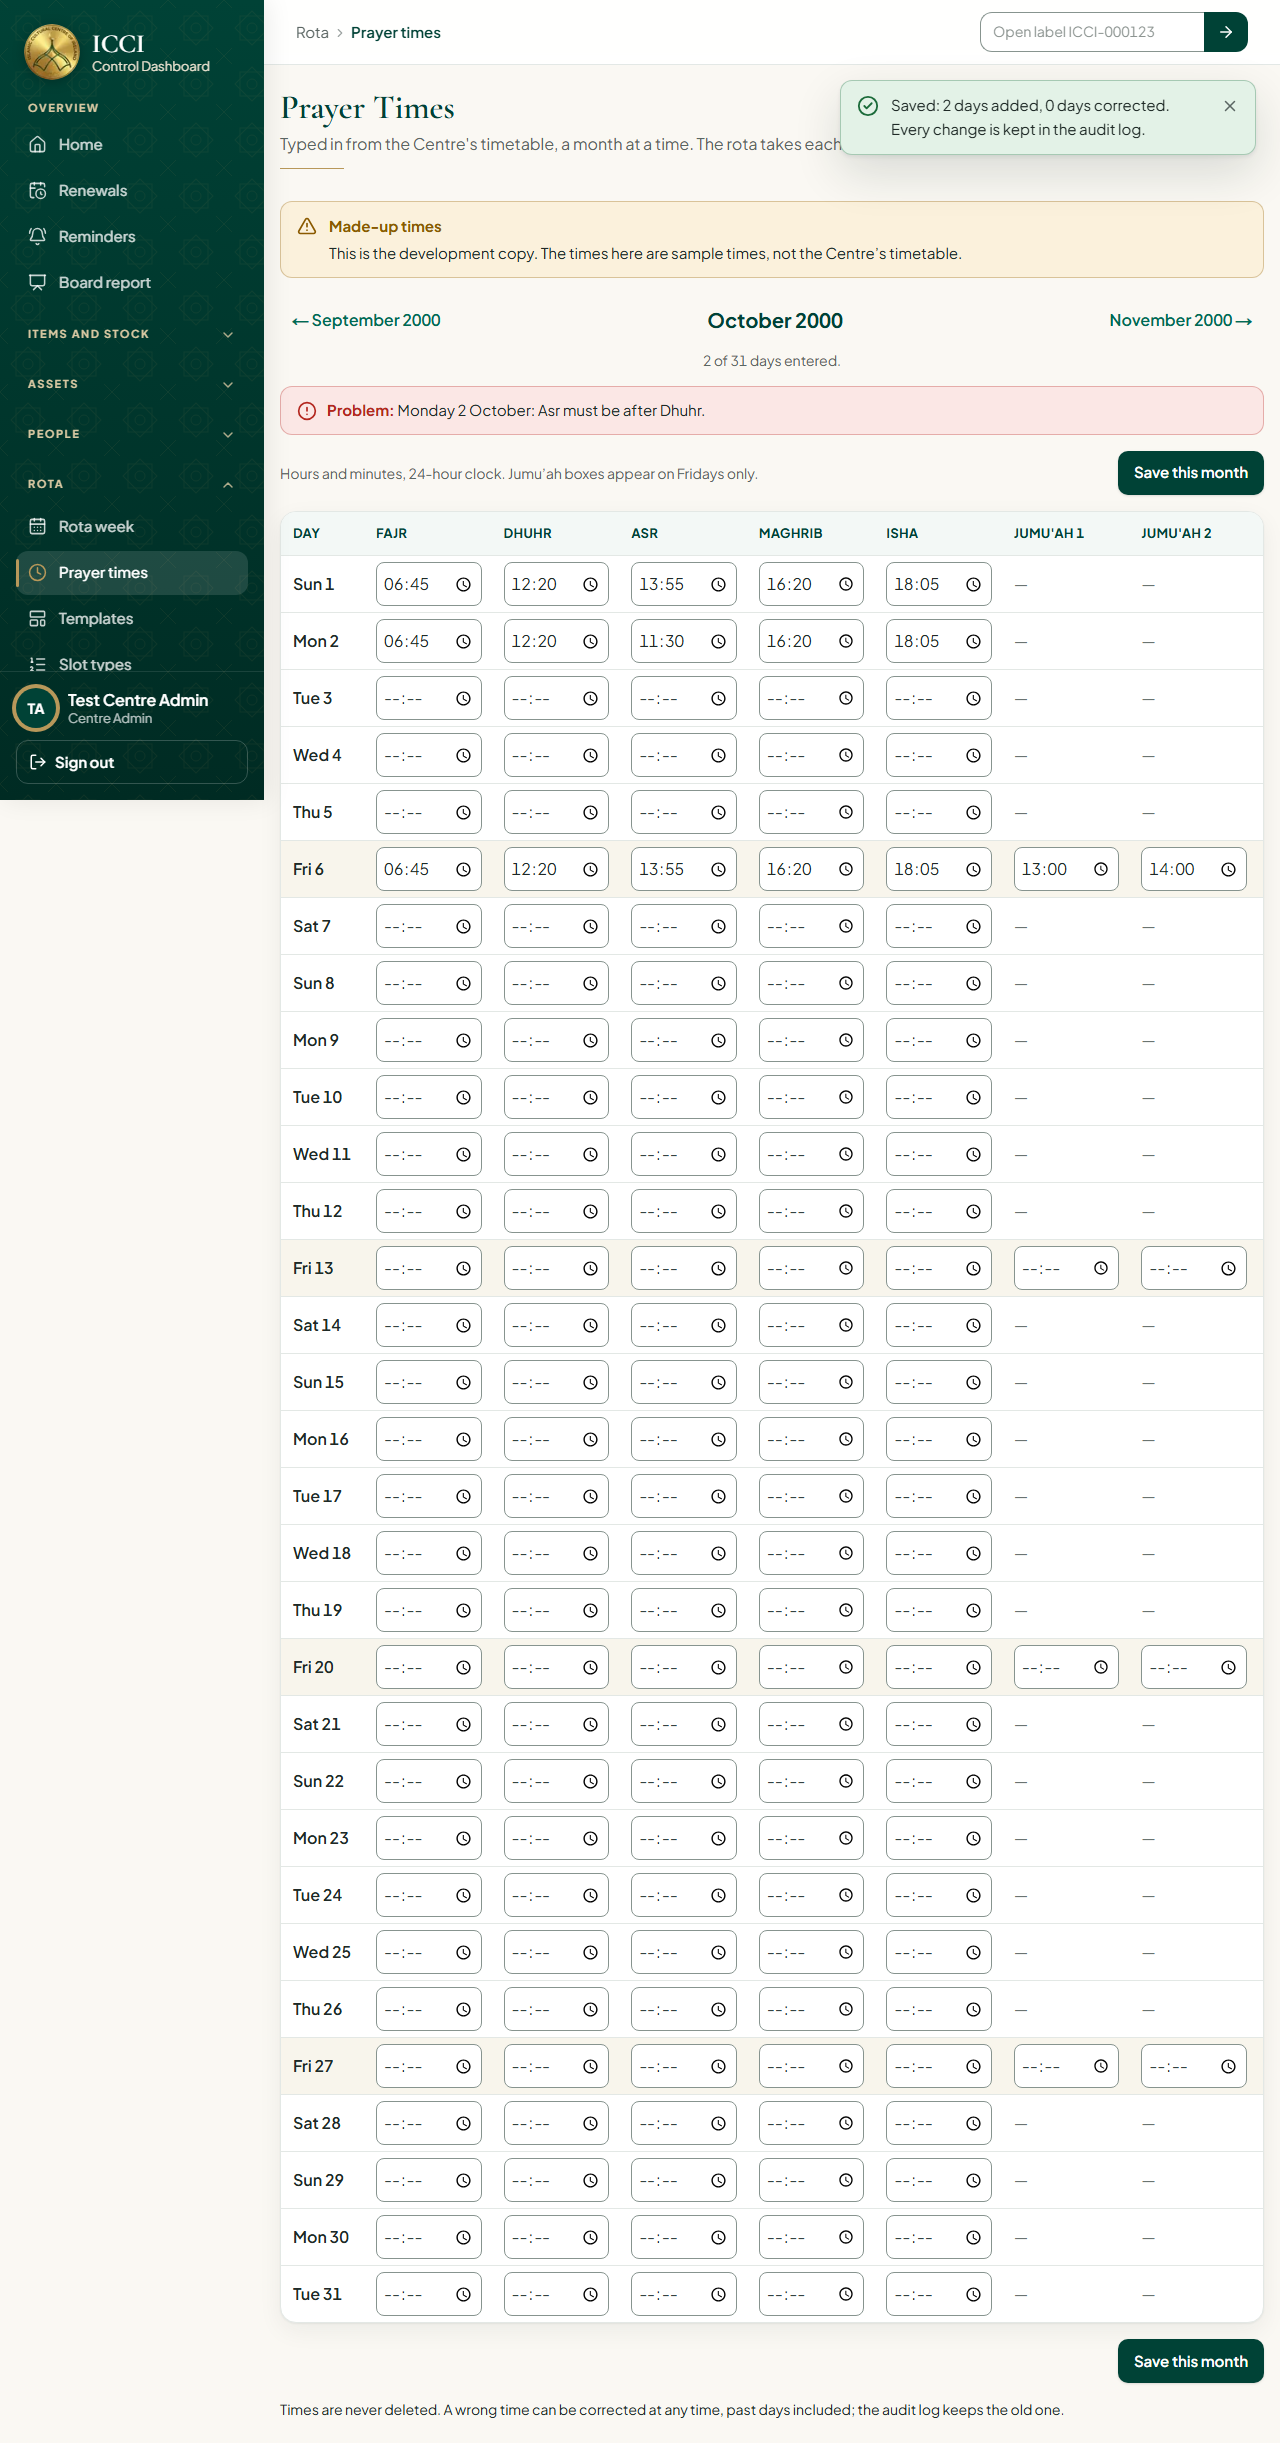 ICCI
Control Dashboard
OVERVIEW
Home
Renewals
Reminders
Board report
ITEMS AND STOCK
ASSETS
PEOPLE
ROTA
Rota week
Prayer times
Templates
Slot types
TA
Test Centre Admin
Centre Admin
Sign out
Rota > Prayer times
Open label ICCI-000123
Saved: 2 days added, 0 days corrected.
Every change is kept in the audit log.
Prayer Times
Typed in from the Centre's timetable, a month at a time. The rota takes each
Made-up times
This is the development copy. The times here are sample times, not the Centre's timetable.
← September 2000
October 2000
November 2000 →
2 of 31 days entered.
Problem: Monday 2 October: Asr must be after Dhuhr.
Hours and minutes, 24-hour clock. Jumu'ah boxes appear on Fridays only.
Save this month
DAY FAJR DHUHR ASR MAGHRIB ISHA JUMU'AH 1 JUMU'AH 2
Sun 1 06:45 12:20 13:55 16:20 18:05 — —
Mon 2 06:45 12:20 11:30 16:20 18:05 — —
Tue 3 --:-- --:-- --:-- --:-- --:-- — —
Wed 4 --:-- --:-- --:-- --:-- --:-- — —
Thu 5 --:-- --:-- --:-- --:-- --:-- — —
Fri 6 06:45 12:20 13:55 16:20 18:05 13:00 14:00
Sat 7 --:-- --:-- --:-- --:-- --:-- — —
Sun 8 --:-- --:-- --:-- --:-- --:-- — —
Mon 9 --:-- --:-- --:-- --:-- --:-- — —
Tue 10 --:-- --:-- --:-- --:-- --:-- — —
Wed 11 --:-- --:-- --:-- --:-- --:-- — —
Thu 12 --:-- --:-- --:-- --:-- --:-- — —
Fri 13 --:-- --:-- --:-- --:-- --:-- --:-- --:--
Sat 14 --:-- --:-- --:-- --:-- --:-- — —
Sun 15 --:-- --:-- --:-- --:-- --:-- — —
Mon 16 --:-- --:-- --:-- --:-- --:-- — —
Tue 17 --:-- --:-- --:-- --:-- --:-- — —
Wed 18 --:-- --:-- --:-- --:-- --:-- — —
Thu 19 --:-- --:-- --:-- --:-- --:-- — —
Fri 20 --:-- --:-- --:-- --:-- --:-- --:-- --:--
Sat 21 --:-- --:-- --:-- --:-- --:-- — —
Sun 22 --:-- --:-- --:-- --:-- --:-- — —
Mon 23 --:-- --:-- --:-- --:-- --:-- — —
Tue 24 --:-- --:-- --:-- --:-- --:-- — —
Wed 25 --:-- --:-- --:-- --:-- --:-- — —
Thu 26 --:-- --:-- --:-- --:-- --:-- — —
Fri 27 --:-- --:-- --:-- --:-- --:-- --:-- --:--
Sat 28 --:-- --:-- --:-- --:-- --:-- — —
Sun 29 --:-- --:-- --:-- --:-- --:-- — —
Mon 30 --:-- --:-- --:-- --:-- --:-- — —
Tue 31 --:-- --:-- --:-- --:-- --:-- — —
Save this month
Times are never deleted. A wrong time can be corrected at any time, past days included; the audit log keeps the old one.